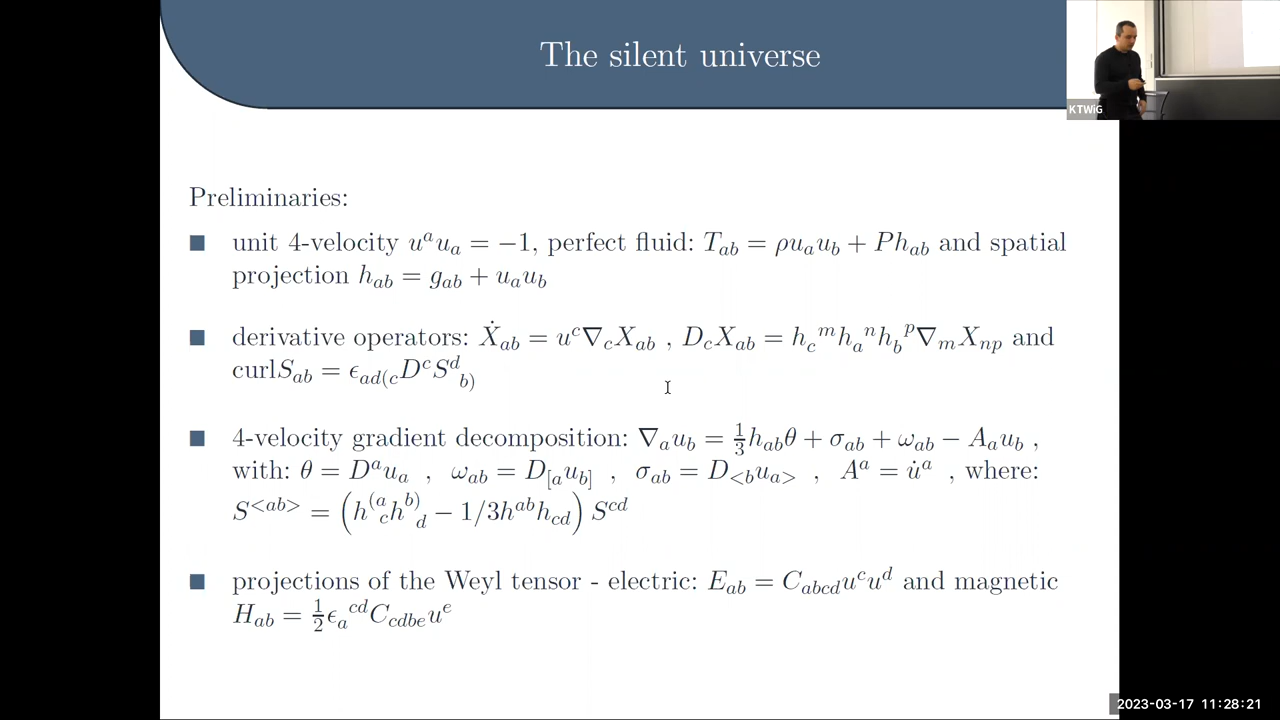 The silent universe
KTWiG
Preliminaries:
■ unit 4-velocity $u^a u_a = -1$, perfect fluid: $T_{ab} = \rho u_a u_b + P h_{ab}$ and spatial
projection $h_{ab} = g_{ab} + u_a u_b$
■ derivative operators: $\dot{X}_{ab} = u^c \nabla_c X_{ab}$ , $D_c X_{ab} = h_c{}^m h_a{}^n h_b{}^p \nabla_m X_{np}$ and
curl$S_{ab} = \epsilon_{ad(c} D^c S^d{}_{b)}$
■ 4-velocity gradient decomposition: $\nabla_a u_b = \frac{1}{3} h_{ab} \theta + \sigma_{ab} + \omega_{ab} - A_a u_b$ ,
with: $\theta = D^a u_a$ , $\omega_{ab} = D_{[a} u_{b]}$ , $\sigma_{ab} = D_{<b} u_{a>}$ , $A^a = \dot{u}^a$ , where:
$S^{<ab>} = \left( h^{(a}{}_c h^{b)}{}_d - 1/3 h^{ab} h_{cd} \right) S^{cd}$
■ projections of the Weyl tensor - electric: $E_{ab} = C_{abcd} u^c u^d$ and magnetic
$H_{ab} = \frac{1}{2} \epsilon_a{}^{cd} C_{cdbe} u^e$
2023-03-17 11:28:21